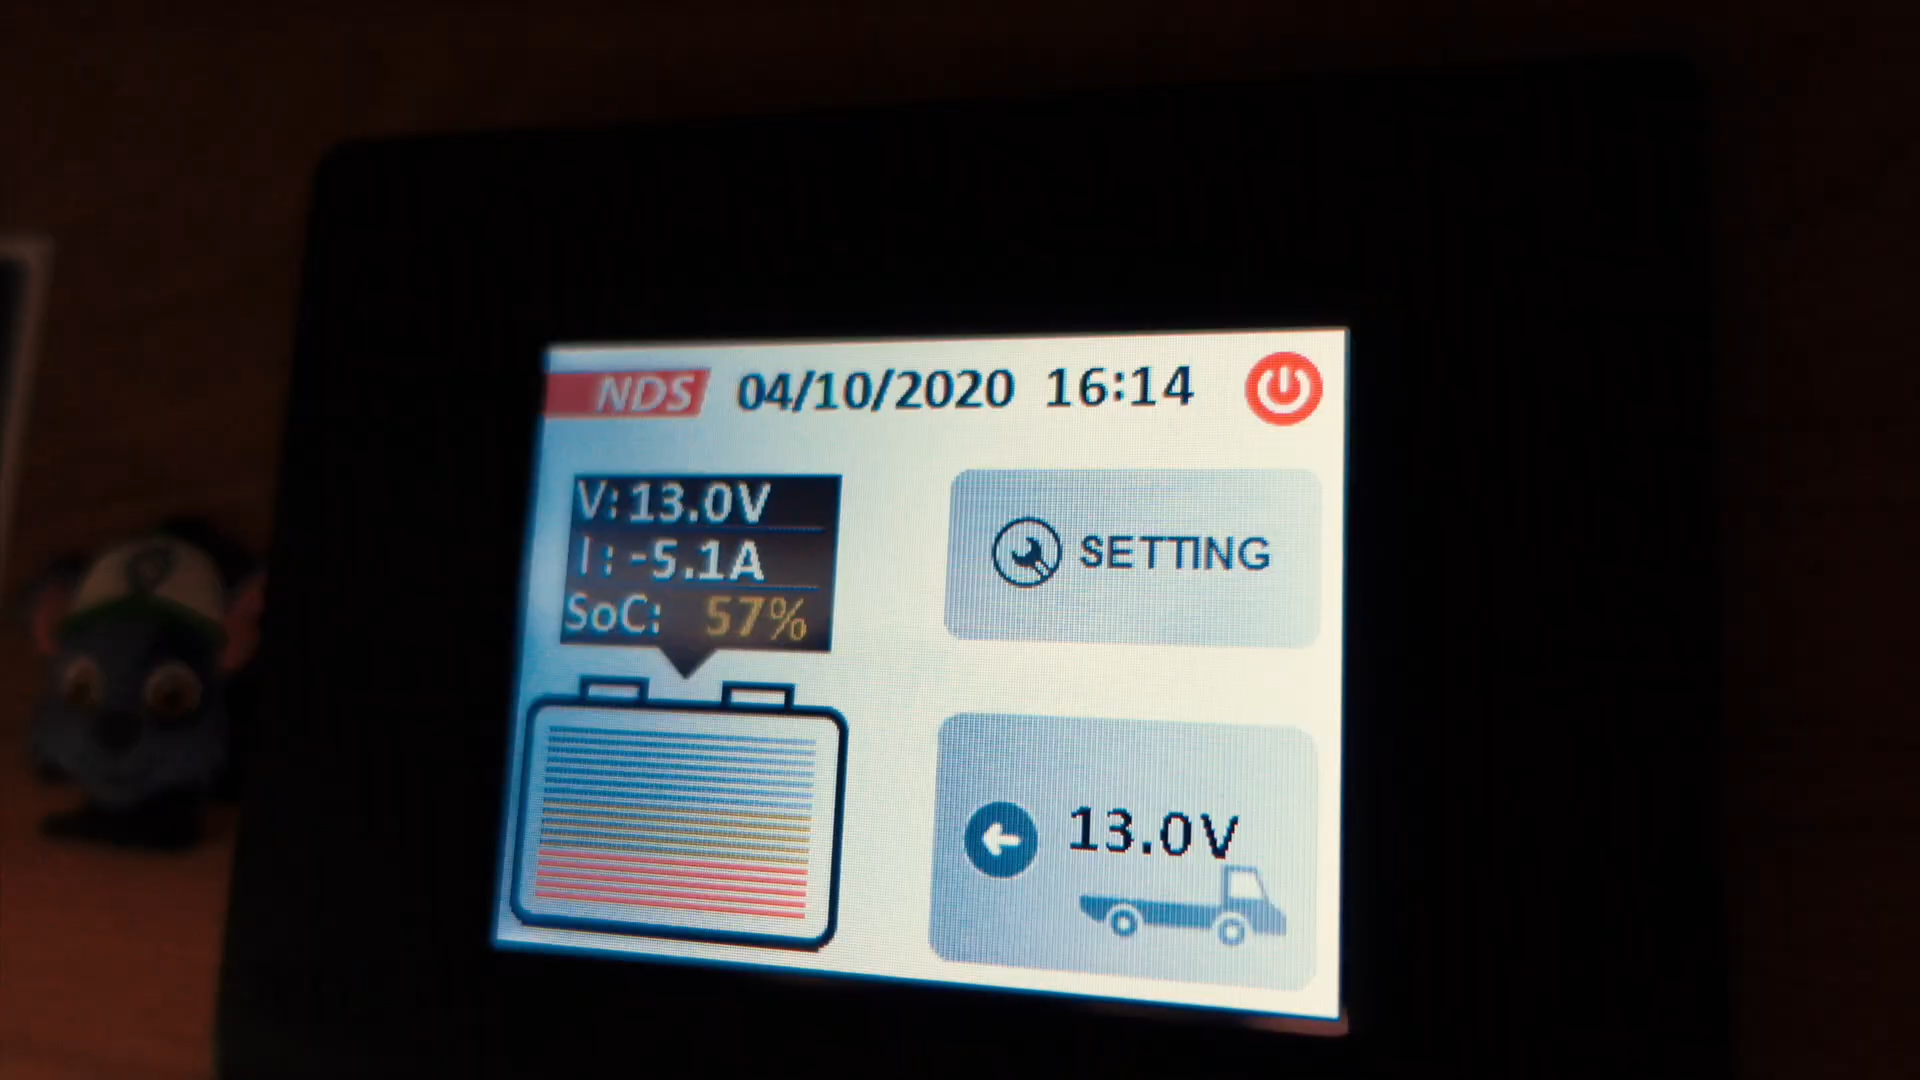 NDS 04/10/2020 16:14
V: 13.0V
I: -5.1A
SoC: 57%
SETTING
13.0V